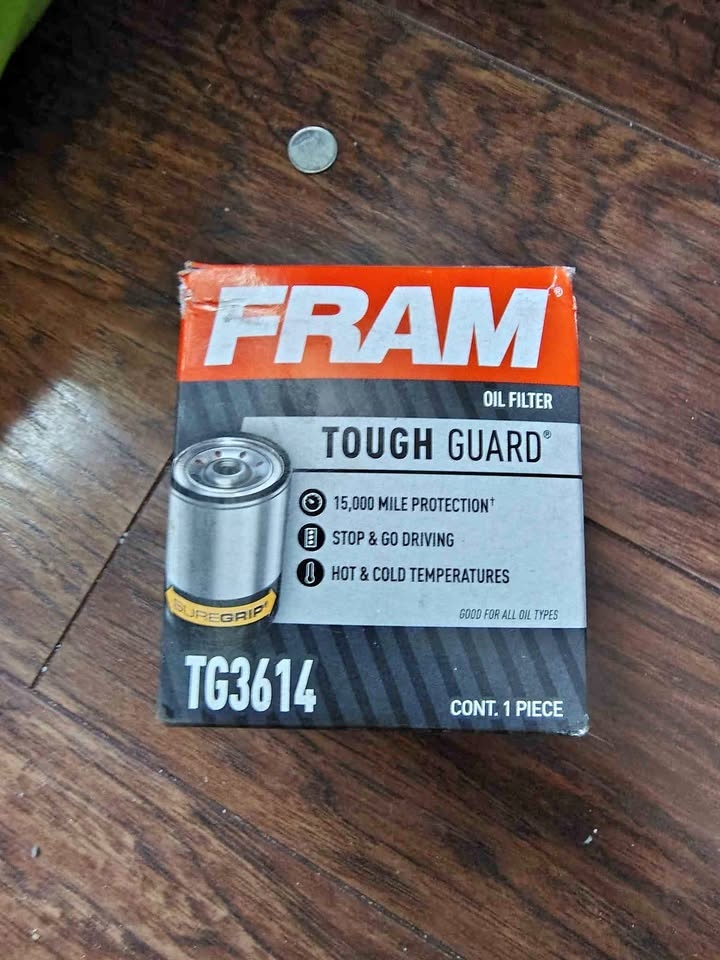 FRAM®
OIL FILTER
TOUGH GUARD®
15,000 MILE PROTECTION†
STOP & GO DRIVING
HOT & COLD TEMPERATURES
SUREGRIP®
GOOD FOR ALL OIL TYPES
TG3614
CONT. 1 PIECE